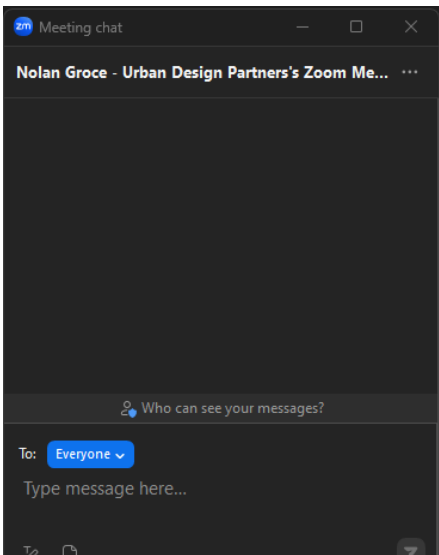 zm Meeting chat
Nolan Groce - Urban Design Partners's Zoom Me... ...
Who can see your messages?
To: Everyone
Type message here...